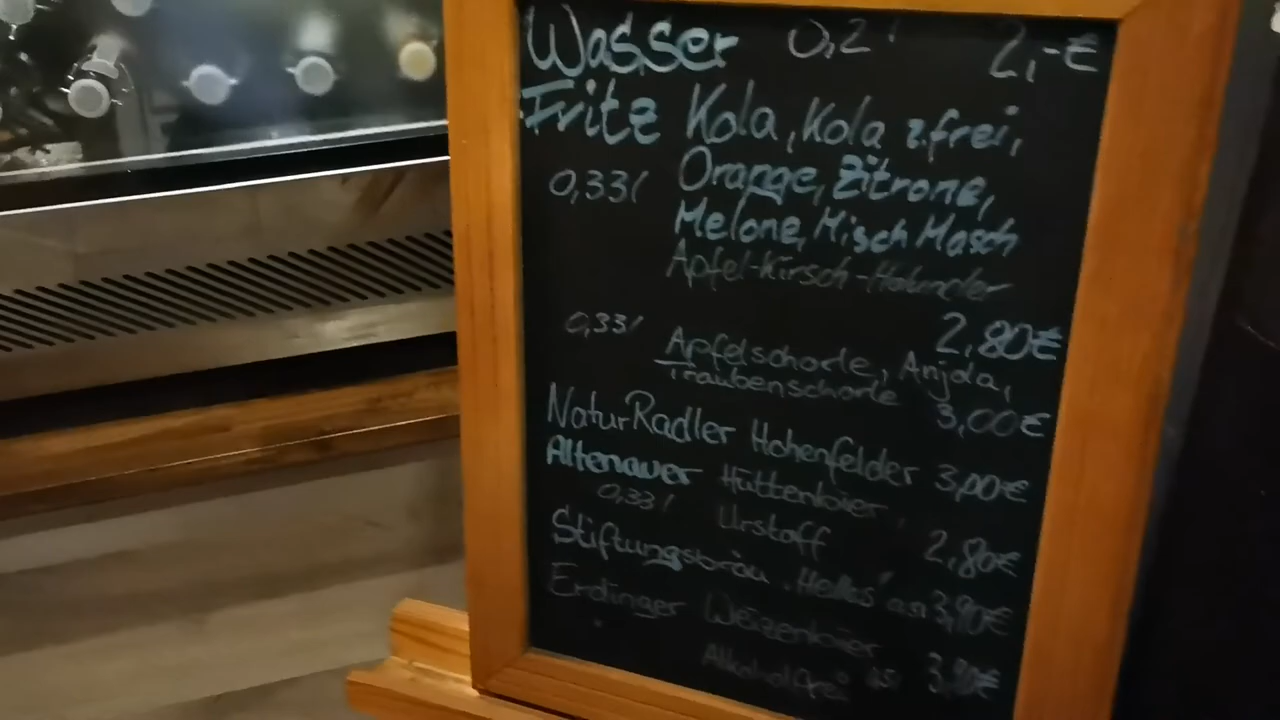 Wasser 0,2l 2,-€
Fritz Kola, Kola z.frei,
0,33l Orange, Zitrone,
Melone, Misch Masch
Apfel-Kirsch-Holunder
2,80€
0,33l Apfelschorle, Anjola,
Traubenschorle 3,00€
NaturRadler Hohenfelder 3,00€
Altenauer Hüttenbier,
0,33l Urstoff 2,80€
Stiftungsbräu "Helles" 3,80€
Erdinger Weizenbier
Alkoholfrei 3,80€